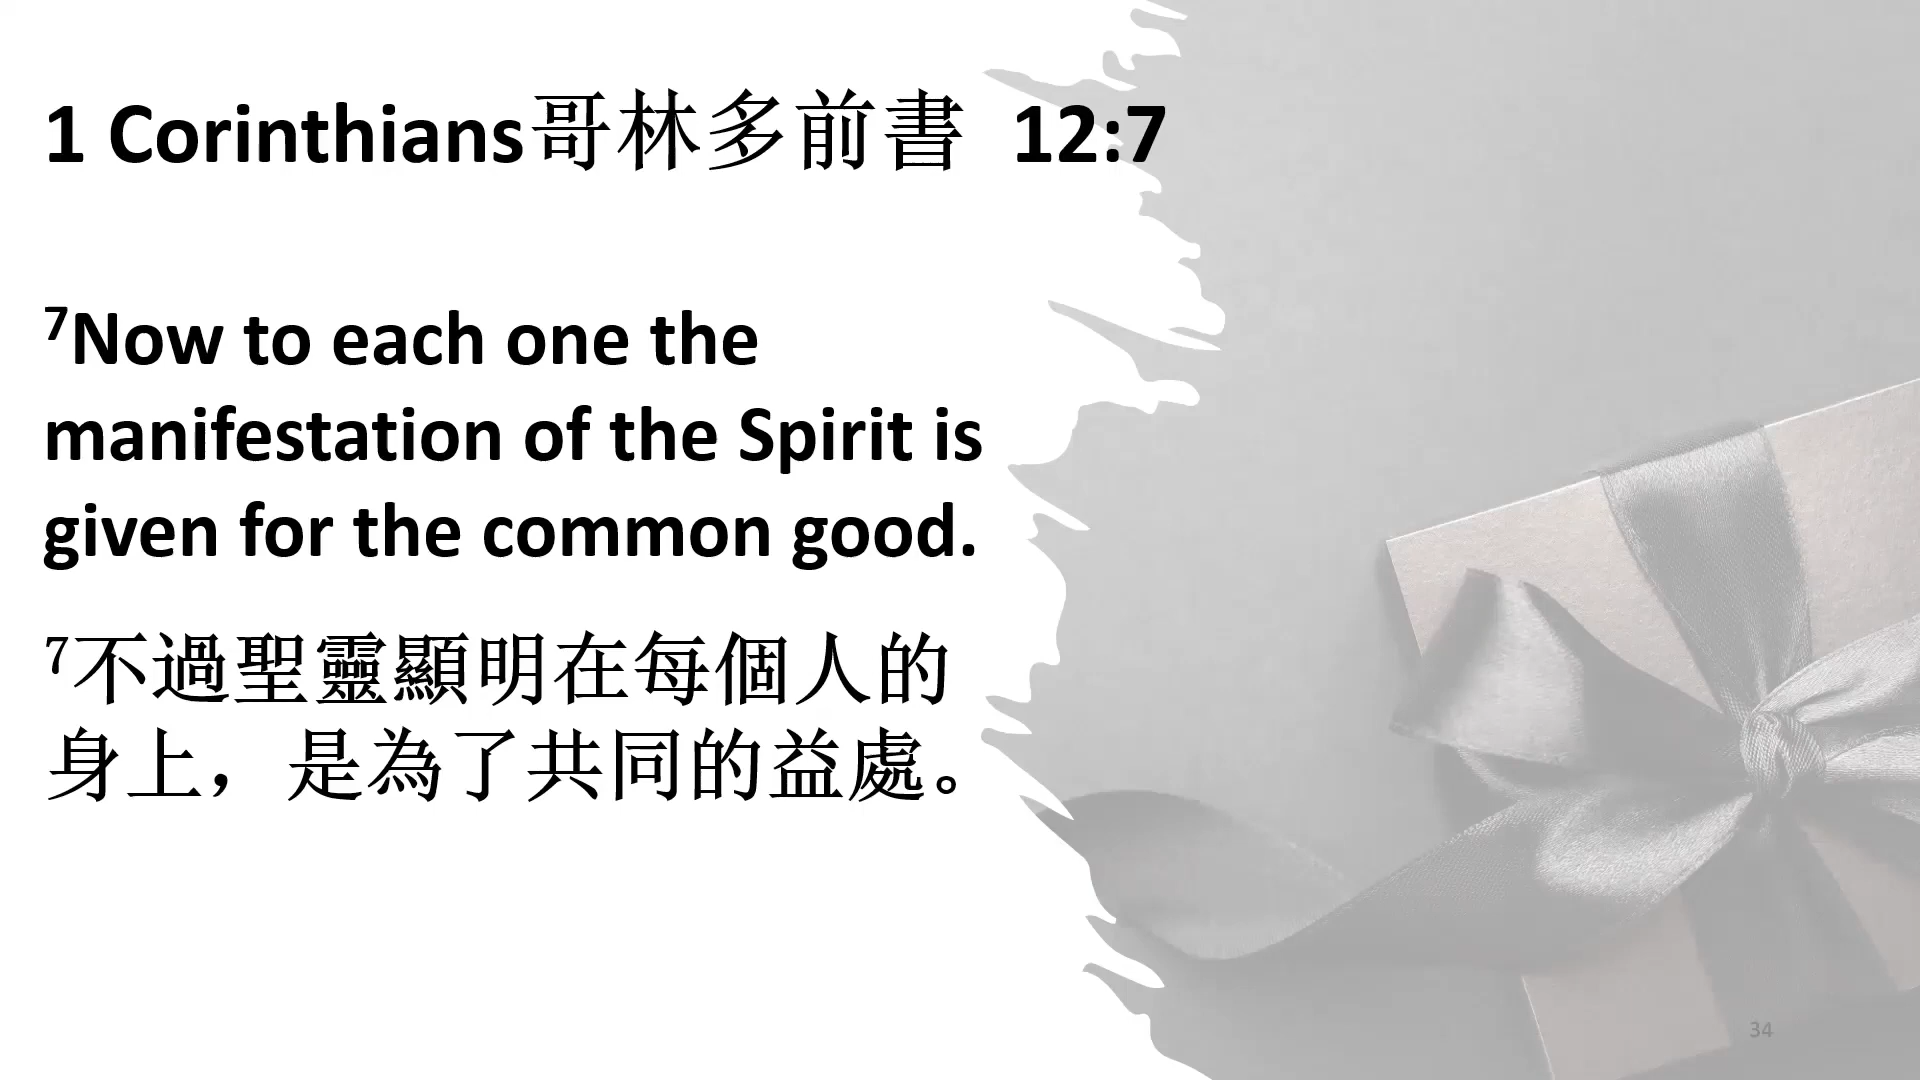 1 Corinthians哥林多前書 12:7
7Now to each one the
manifestation of the Spirit is
given for the common good.
7不過聖靈顯明在每個人的
身上，是為了共同的益處。
34